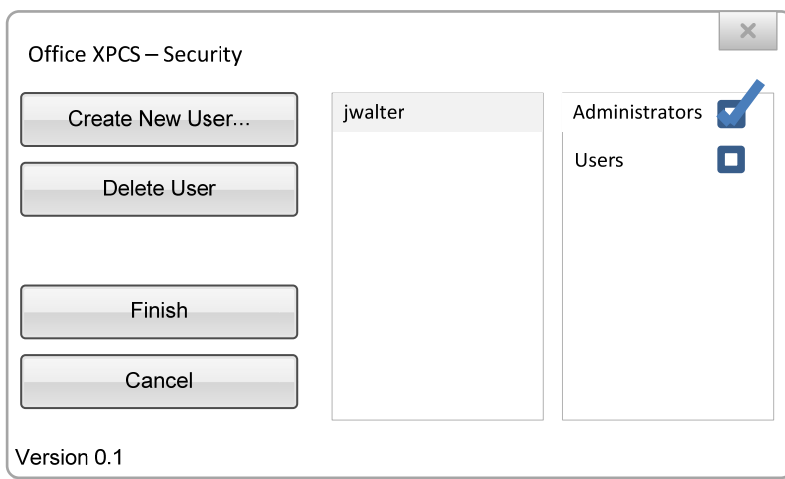 Office XPCS – Security
Create New User...
Delete User
Finish
Cancel
jwalter
Administrators
Users
Version 0.1